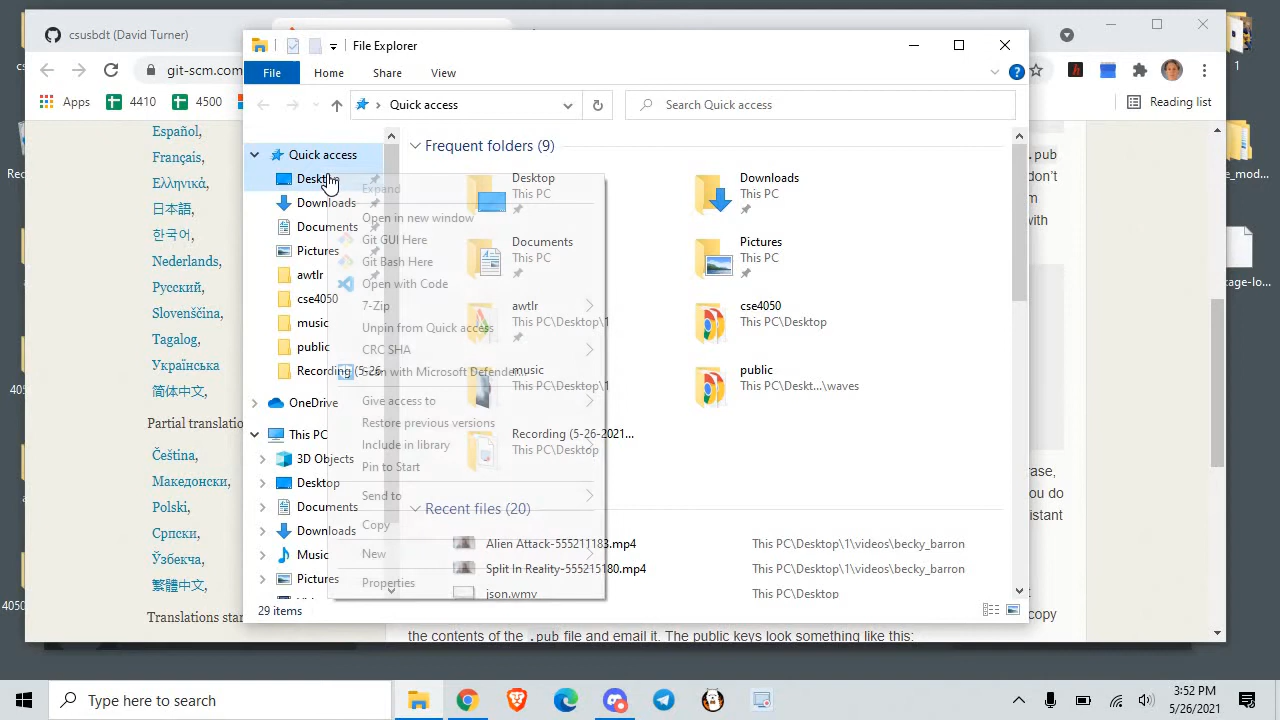 csusbdt (David Turner)
git-scm.com
Apps
4410
4500
Reading list
File Explorer
File
Home
Share
View
Quick access
Search Quick access
Quick access
Desktop
Downloads
Documents
Pictures
awtlr
cse4050
music
public
Recording (5-26
OneDrive
This PC
3D Objects
Desktop
Documents
Downloads
Music
Pictures
29 items
Expand
Open in new window
Git GUI Here
Git Bash Here
Open with Code
7-Zip
Unpin from Quick access
CRC SHA
Scan with Microsoft Defender...
Give access to
Restore previous versions
Include in library
Pin to Start
Send to
Copy
New
Properties
Frequent folders (9)
Desktop
This PC
Downloads
This PC
Documents
This PC
Pictures
This PC
awtlr
This PC\Desktop\1
cse4050
This PC\Desktop
music
This PC\Desktop\1
public
This PC\Deskt...\waves
Recording (5-26-2021...
This PC\Desktop
Recent files (20)
Alien Attack-555211183.mp4
This PC\Desktop\1\videos\becky_barron
Split In Reality-555215180.mp4
This PC\Desktop\1\videos\becky_barron
json.wmv
This PC\Desktop
Español,
Français,
Ελληνικά,
日本語,
한국어,
Nederlands,
Русский,
Slovenščina,
Tagalog,
Українська
简体中文,
Partial translatio
Čeština,
Македонски,
Polski,
Српски,
Ўзбекча,
繁體中文,
Translations star
.pub
don't
m
with
rase,
you do
istant
copy
the contents of the .pub file and email it. The public keys look something like this:
1
e_mod...
kage-lo...
Type here to search
3:52 PM
5/26/2021